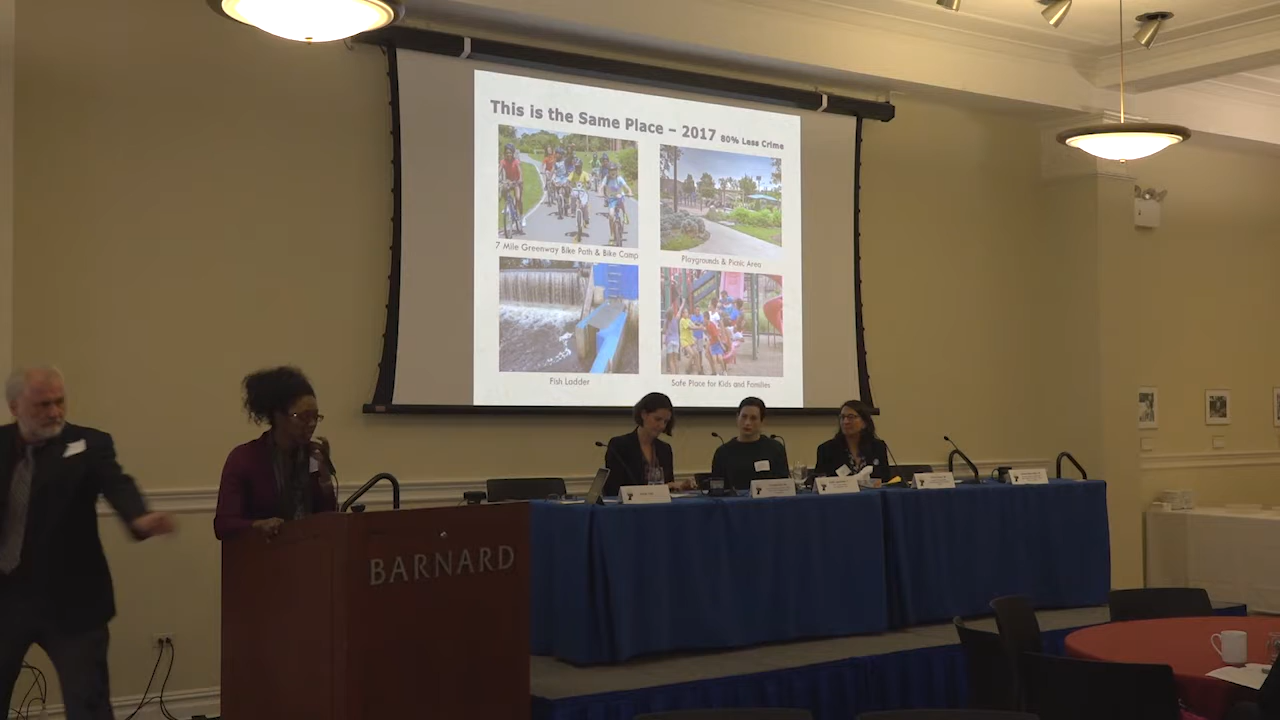 This is the Same Place – 2017 80% Less Crime
7 Mile Greenway Bike Path & Bike Camp
Playgrounds & Picnic Area
Fish Ladder
Safe Place for Kids and Families
BARNARD